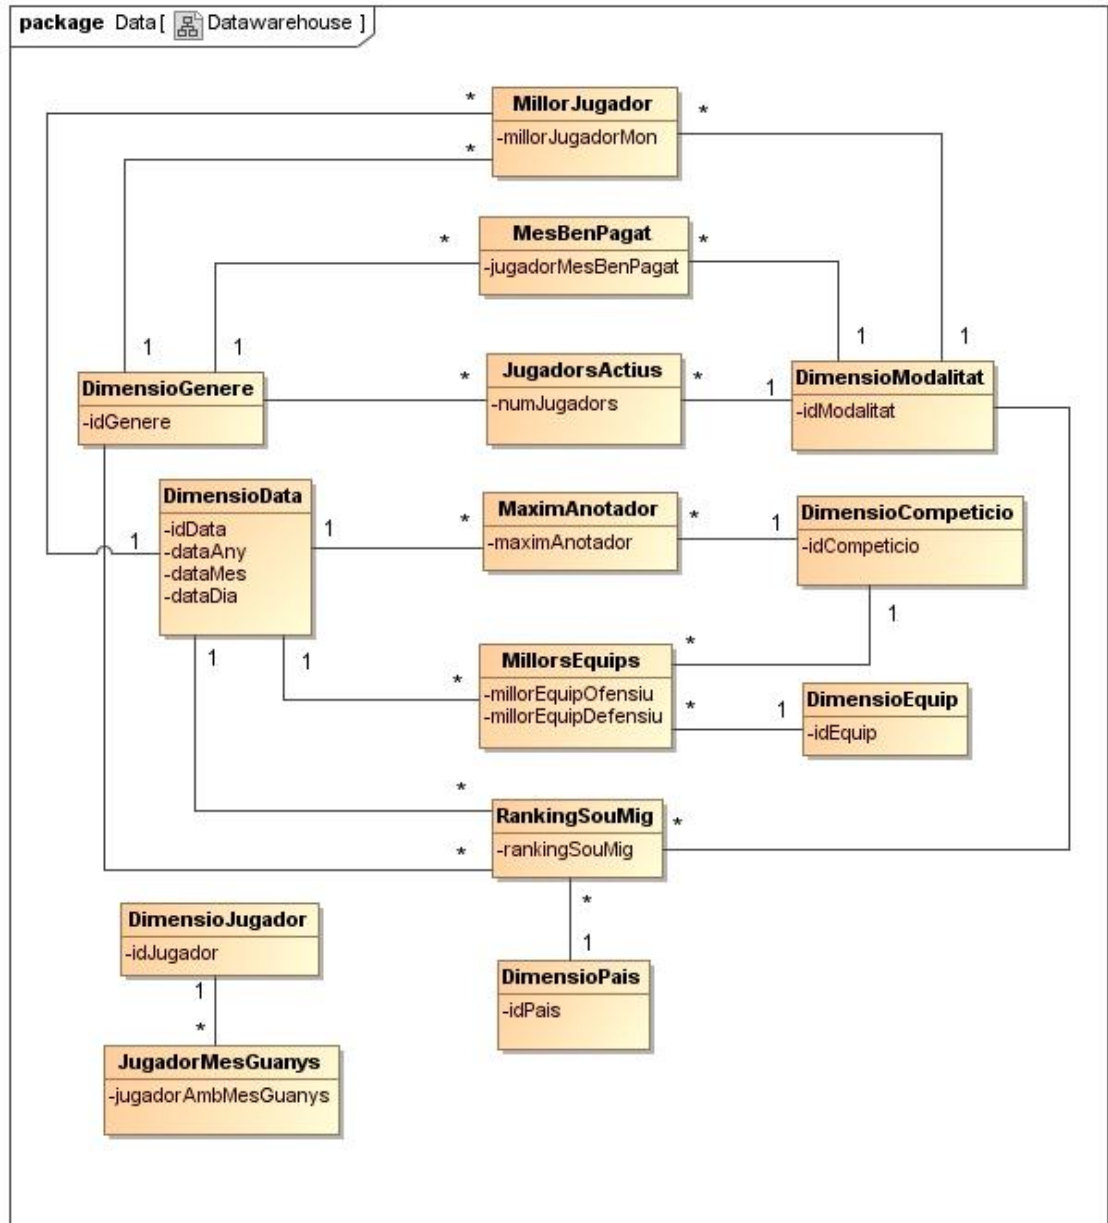 package Data [ Datawarehouse ]
* MillorJugador *
-millorJugadorMon
*
MesBenPagat
* *
-jugadorMesBenPagat
1 1 1 1
DimensioGenere
-idGenere
* JugadorsActius *
-numJugadors
1 DimensioModalitat
-idModalitat
DimensioData
-idData
-dataAny
-dataMes
-dataDia
1 1
* MaximAnotador *
-maximAnotador
1 DimensioCompeticio
-idCompeticio
1
1 1
* MillorsEquips *
-millorEquipOfensiu
-millorEquipDefensiu
*
1 DimensioEquip
-idEquip
* RankingSouMig *
-rankingSouMig
*
*
1
DimensioPais
-idPais
DimensioJugador
-idJugador
1
*
JugadorMesGuanys
-jugadorAmbMesGuanys